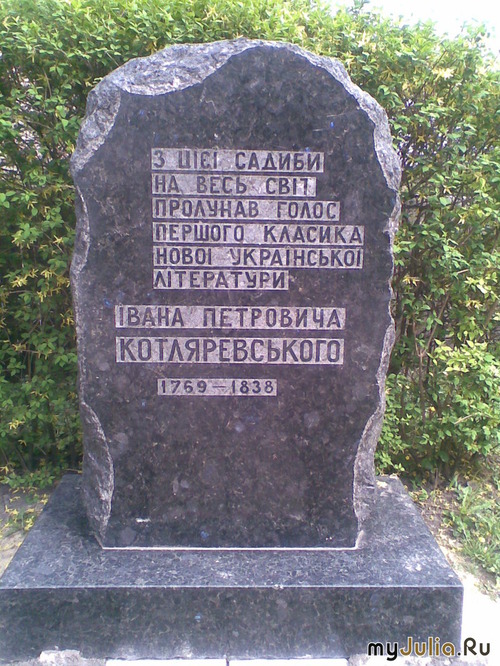 З ЦІЄЇ САДИБИ
НА ВЕСЬ СВІТ
ПРОЛУНАВ ГОЛОС
ПЕРШОГО КЛАСИКА
НОВОЇ УКРАЇНСЬКОЇ
ЛІТЕРАТУРИ
ІВАНА ПЕТРОВИЧА
КОТЛЯРЕВСЬКОГО
1769–1838
myJulia.Ru